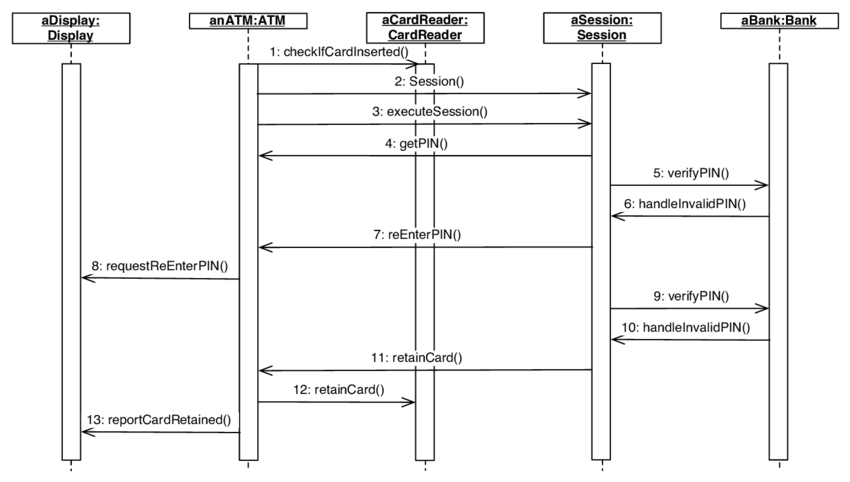 aDisplay:
Display
anATM:ATM
aCardReader:
CardReader
aSession:
Session
aBank:Bank
1: checkIfCardInserted()
2: Session()
3: executeSession()
4: getPIN()
5: verifyPIN()
6: handleInvalidPIN()
7: reEnterPIN()
8: requestReEnterPIN()
9: verifyPIN()
10: handleInvalidPIN()
11: retainCard()
12: retainCard()
13: reportCardRetained()